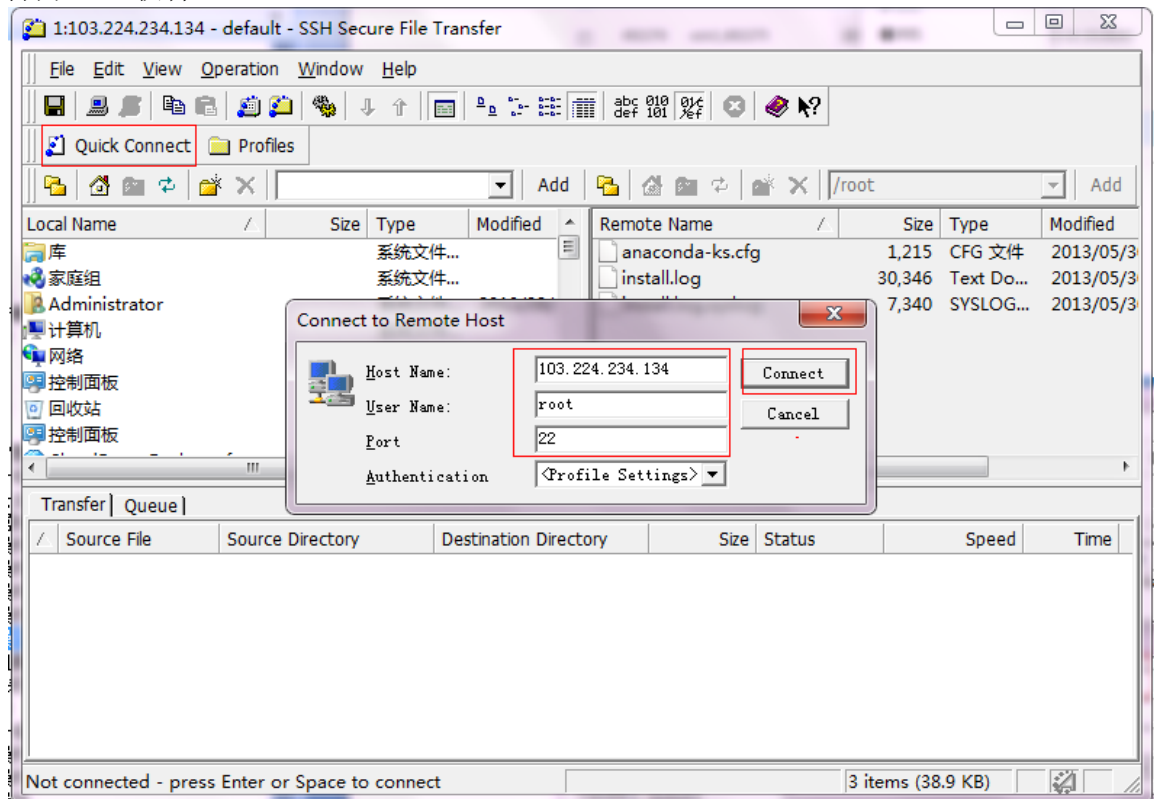 1:103.224.234.134 - default - SSH Secure File Transfer
File Edit View Operation Window Help
abc def 010 101
Quick Connect Profiles
Add /root Add
Local Name Size Type Modified Remote Name Size Type Modified
库 系统文件... anaconda-ks.cfg 1,215 CFG 文件 2013/05/3
家庭组 系统文件... install.log 30,346 Text Do... 2013/05/3
Administrator 7,340 SYSLOG... 2013/05/3
计算机
网络
控制面板
回收站
控制面板
Connect to Remote Host
Host Name: 103.224.234.134 Connect
User Name: root Cancel
Port 22
Authentication <Profile Settings>
Transfer Queue
Source File Source Directory Destination Directory Size Status Speed Time
Not connected - press Enter or Space to connect 3 items (38.9 KB)